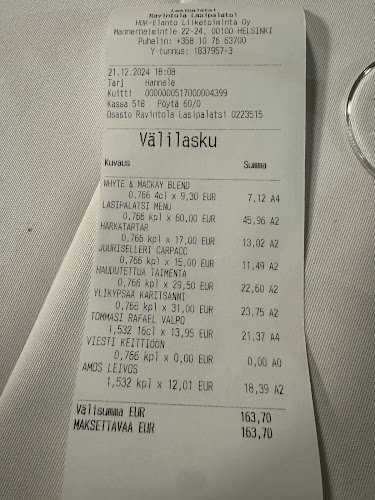 Lasipalatsi
Ravintola Lasipalatsi
HOK-Elanto Liiketoiminta Oy
Mannerheimintie 22-24, 00100 HELSINKI
Puhelin: +358 10 76 63700
Y-tunnus: 1837957-3
21.12.2024 18:08
Tarj Hannele
Kuitti 0000000517000004399
Kassa 518 Pöytä 60/0
Osasto Ravintola Lasipalatsi 0223515
Välilasku
Kuvaus Summa
WHYTE & MACKAY BLEND
0,766 4cl x 9,30 EUR 7,12 A4
LASIPALATSI MENU
0,766 kpl x 60,00 EUR 45,96 A2
HÄRKÄTARTAR
0,766 kpl x 17,00 EUR 13,02 A2
JUURISELLERI CARPACC
0,766 kpl x 15,00 EUR 11,49 A2
HAUDUTETTUA TAIMENTA
0,766 kpl x 29,50 EUR 22,60 A2
YLIKYPSÄÄ KARITSANNI
0,766 kpl x 31,00 EUR 23,75 A2
TOMMASI RAFAEL VALPO
1,532 16cl x 13,95 EUR 21,37 A4
VIESTI KEITTIÖÖN
0,766 kpl x 0,00 EUR 0,00 A0
AMOS LEIVOS
1,532 kpl x 12,01 EUR 18,39 A2
Välisumma EUR 163,70
MAKSETTAVAA EUR 163,70